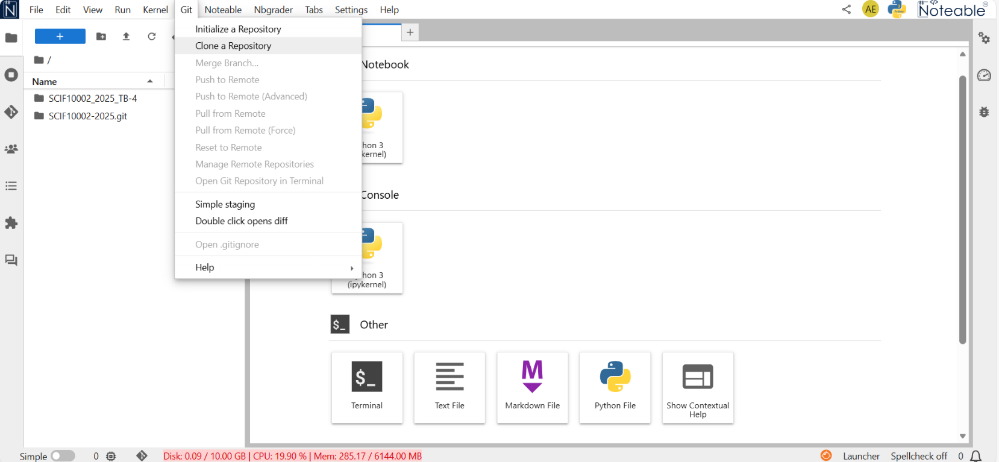 File Edit View Run Kernel Git Noteable Nbgrader Tabs Settings Help
AE
Noteable
/
Name
SCIF10002_2025_TB-4
SCIF10002-2025.git
Initialize a Repository
Clone a Repository
Merge Branch...
Push to Remote
Push to Remote (Advanced)
Pull from Remote
Pull from Remote (Force)
Reset to Remote
Manage Remote Repositories
Open Git Repository in Terminal
Simple staging
Double click opens diff
Open .gitignore
Help
Notebook
hon 3
kernel)
Console
thon 3
(ipykernel)
$_ Other
$_
Terminal
Text File
M
Markdown File
Python File
Show Contextual
Help
Simple 0 Disk: 0.09 / 10.00 GB | CPU: 19.90 % | Mem: 285.17 / 6144.00 MB Launcher Spellcheck off 0